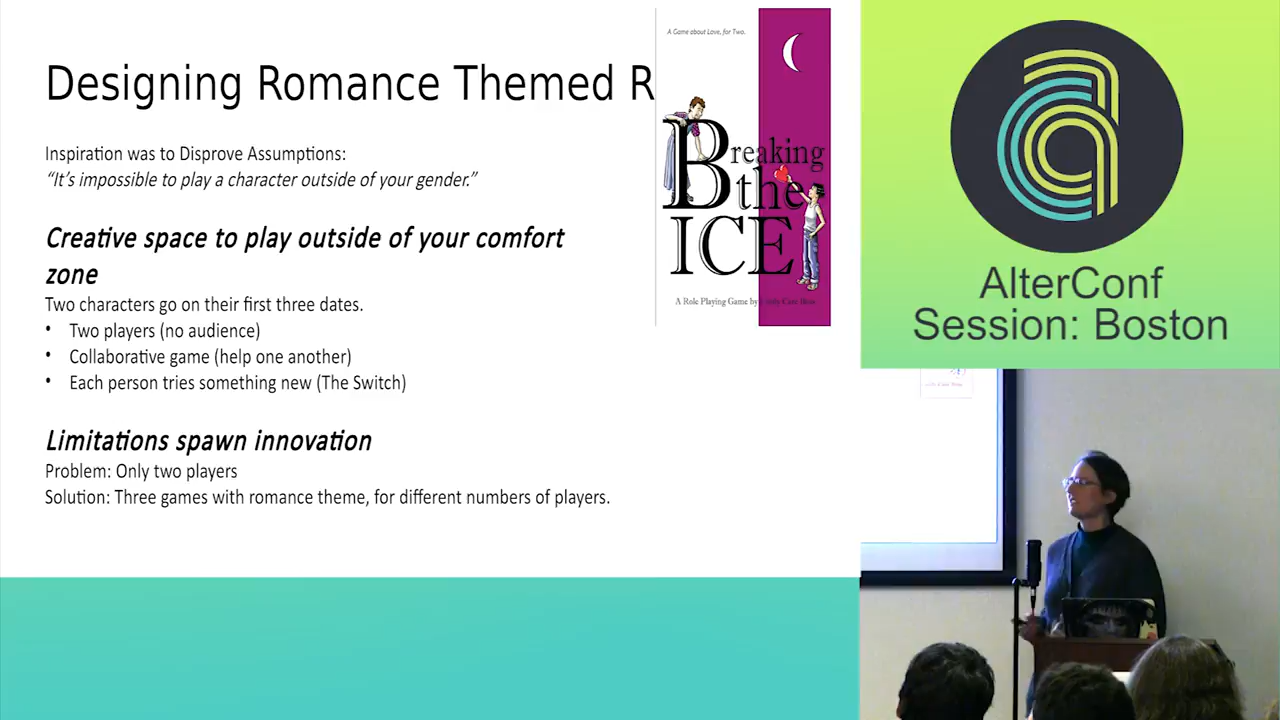 Designing Romance Themed R
Inspiration was to Disprove Assumptions:
“It’s impossible to play a character outside of your gender.”
Creative space to play outside of your comfort
zone
Two characters go on their first three dates.
• Two players (no audience)
• Collaborative game (help one another)
• Each person tries something new (The Switch)
Limitations spawn innovation
Problem: Only two players
Solution: Three games with romance theme, for different numbers of players.
A Game about Love, for Two.
Breaking
the
ICE
A Role Playing Game by Emily Care Boss
AlterConf
Session: Boston